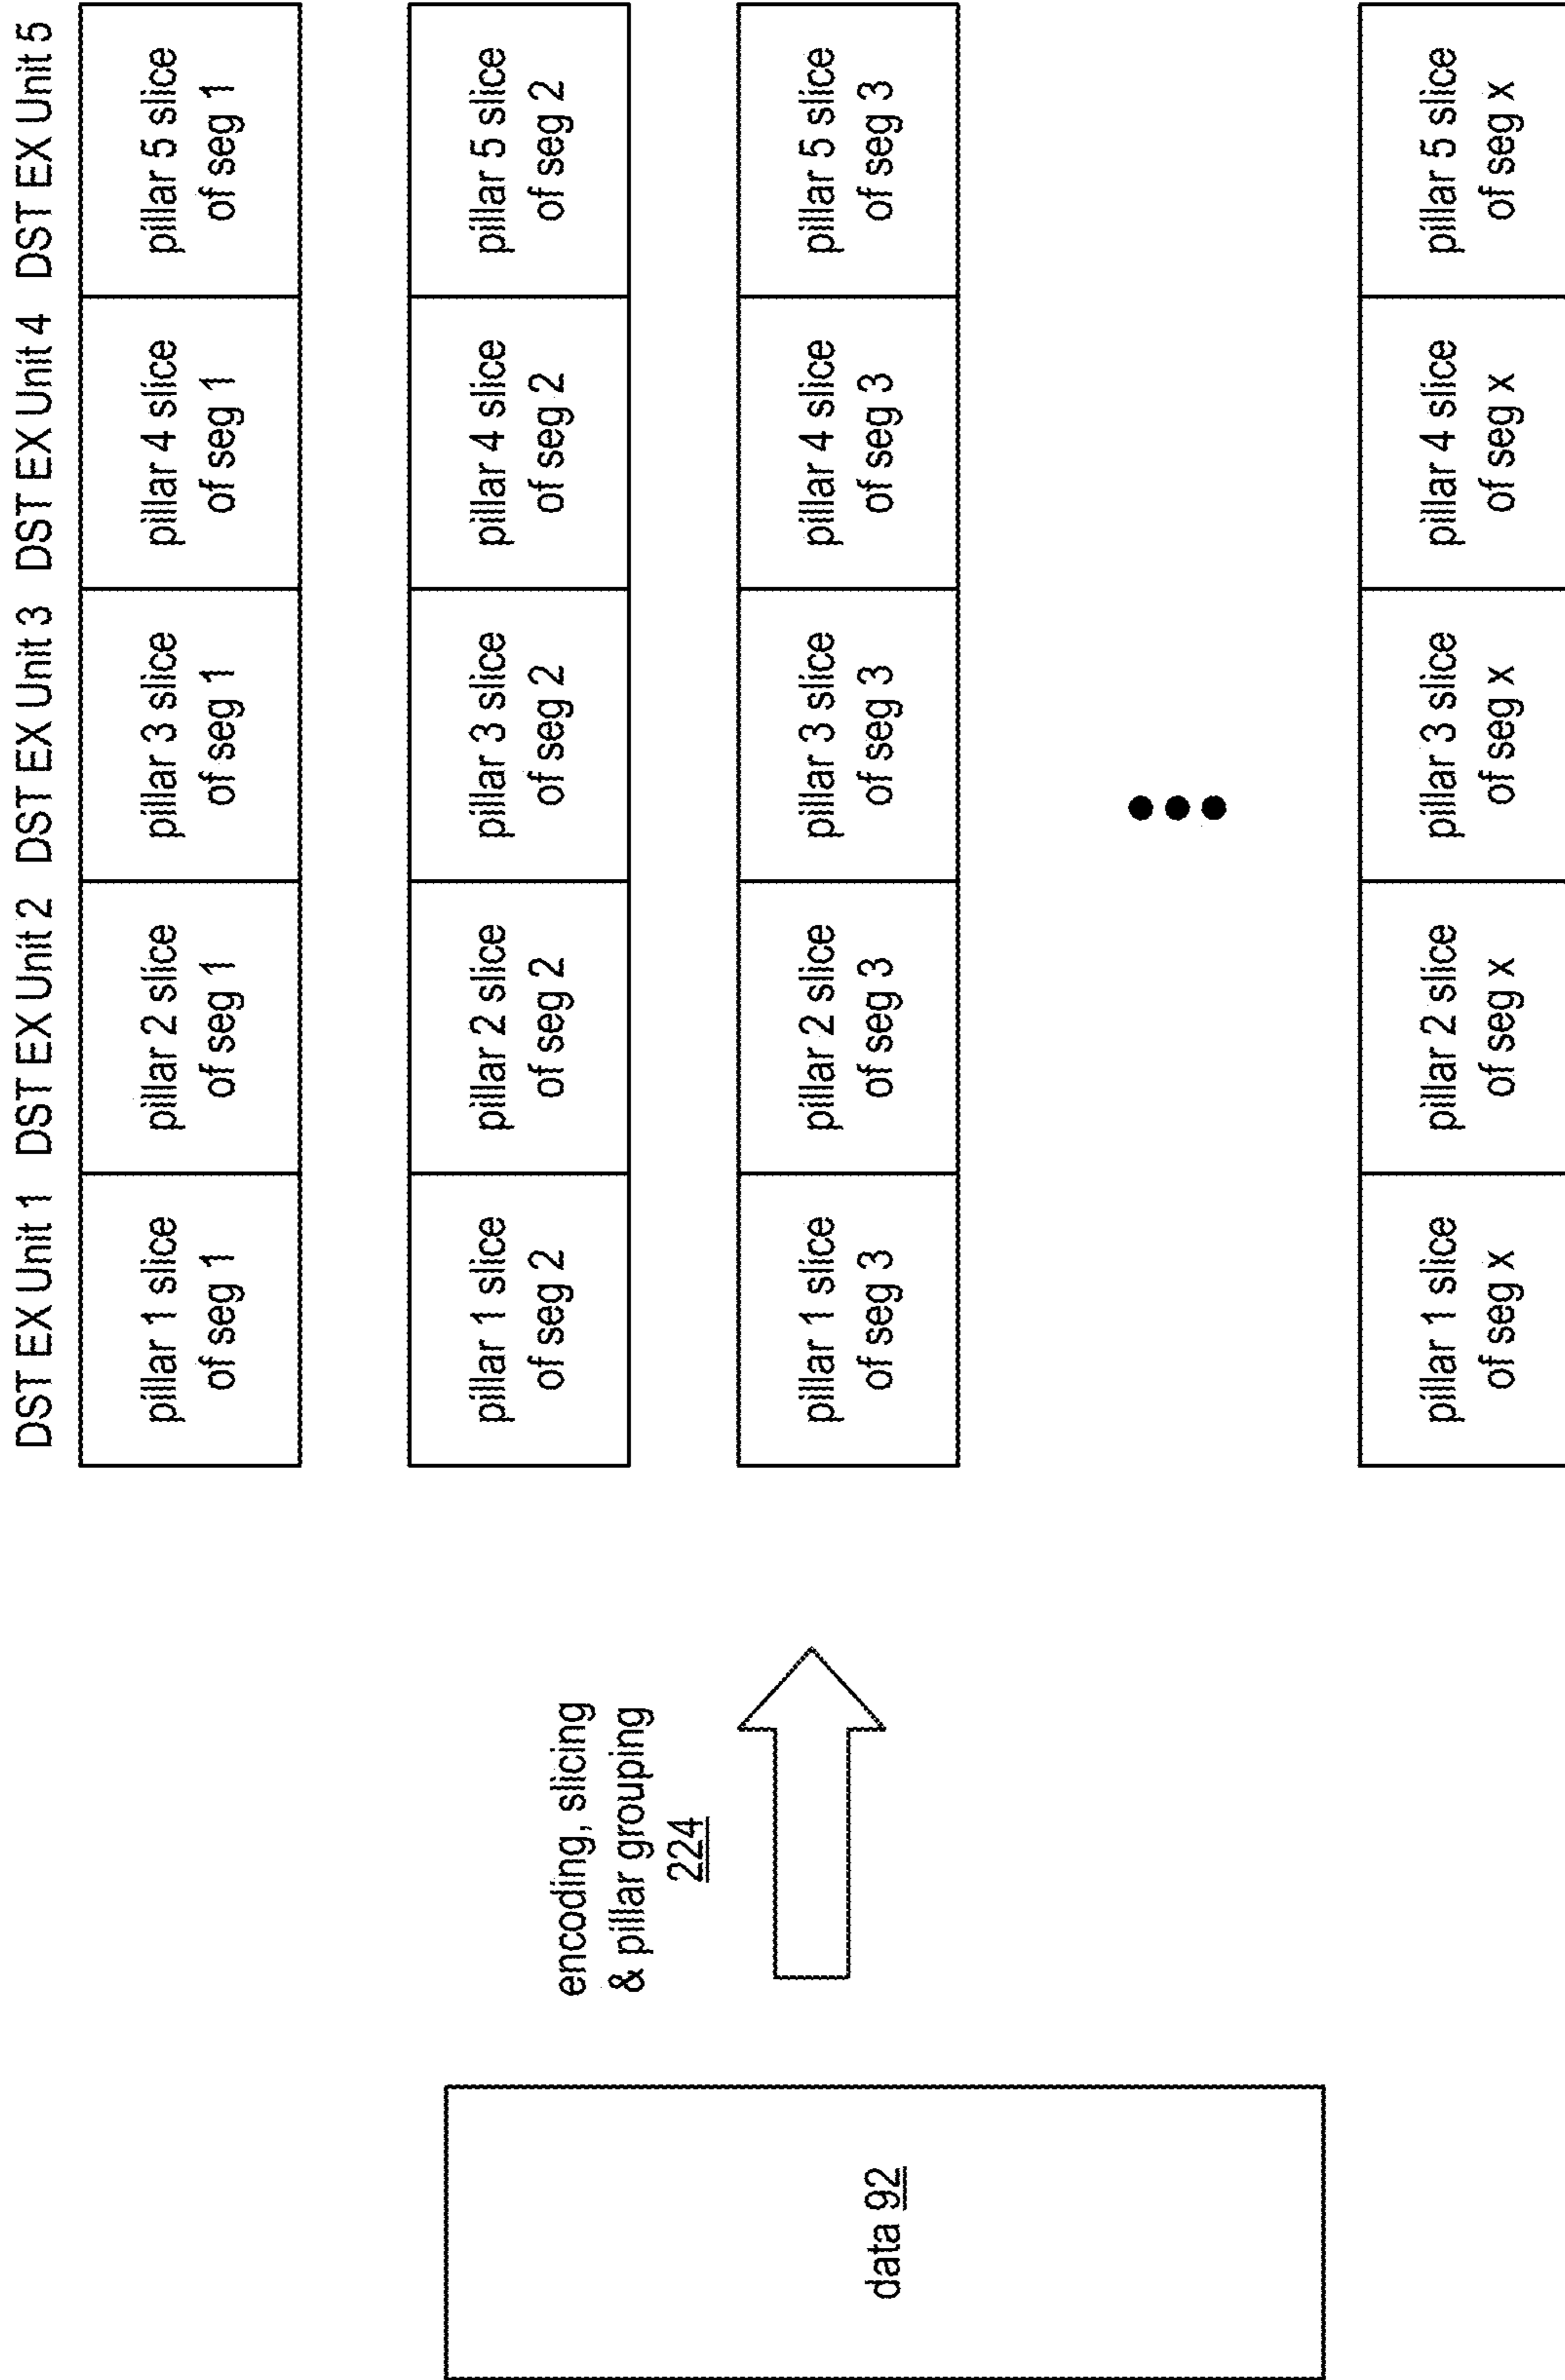 DST EX Unit 1 DST EX Unit 2 DST EX Unit 3 DST EX Unit 4 DST EX Unit 5
pillar 1 slice
of seg 1
pillar 2 slice
of seg 1
pillar 3 slice
of seg 1
pillar 4 slice
of seg 1
pillar 5 slice
of seg 1
pillar 1 slice
of seg 2
pillar 2 slice
of seg 2
pillar 3 slice
of seg 2
pillar 4 slice
of seg 2
pillar 5 slice
of seg 2
encoding, slicing
& pillar grouping
224
pillar 1 slice
of seg 3
pillar 2 slice
of seg 3
pillar 3 slice
of seg 3
pillar 4 slice
of seg 3
pillar 5 slice
of seg 3
data 92
pillar 1 slice
of seg x
pillar 2 slice
of seg x
pillar 3 slice
of seg x
pillar 4 slice
of seg x
pillar 5 slice
of seg x